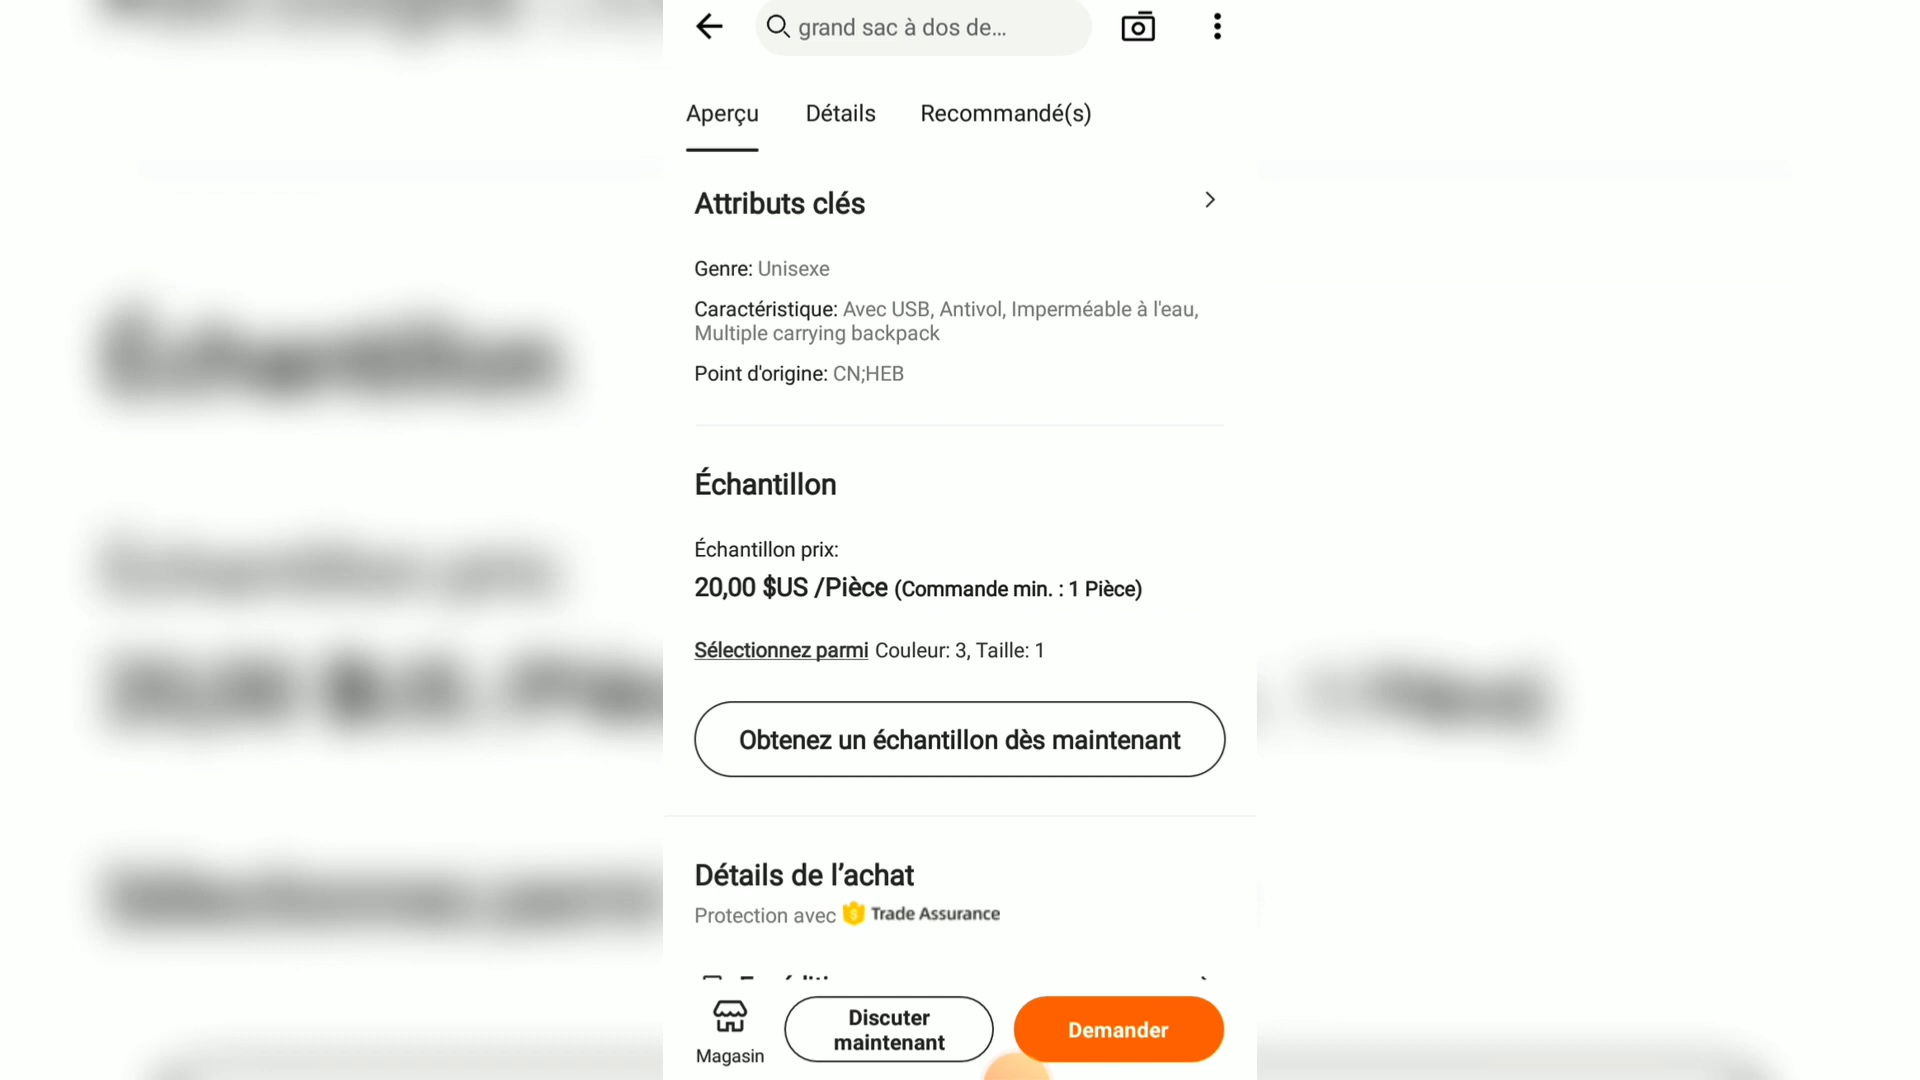 grand sac à dos de...
Aperçu Détails Recommandé(s)
Attributs clés
Genre: Unisexe
Caractéristique: Avec USB, Antivol, Imperméable à l'eau,
Multiple carrying backpack
Point d'origine: CN;HEB
Échantillon
Échantillon prix:
20,00 $US /Pièce (Commande min. : 1 Pièce)
Sélectionnez parmi Couleur: 3, Taille: 1
Obtenez un échantillon dès maintenant
Détails de l’achat
Protection avec Trade Assurance
Magasin
Discuter
maintenant
Demander